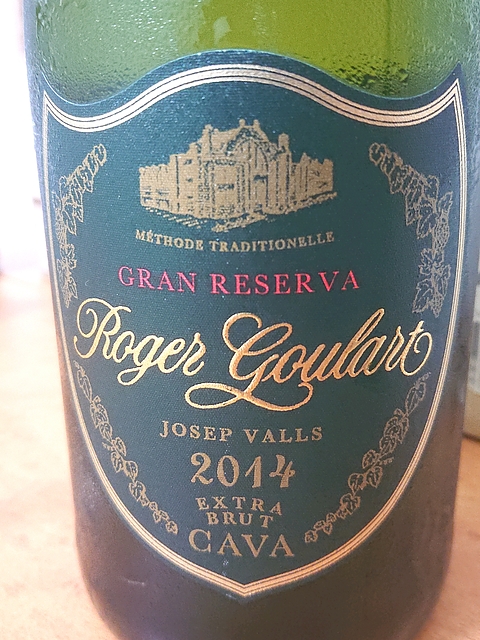 MÉTHODE TRADITIONELLE
GRAN RESERVA
Roger Goulart
JOSEP VALLS
2014
EXTRA
BRUT
CAVA